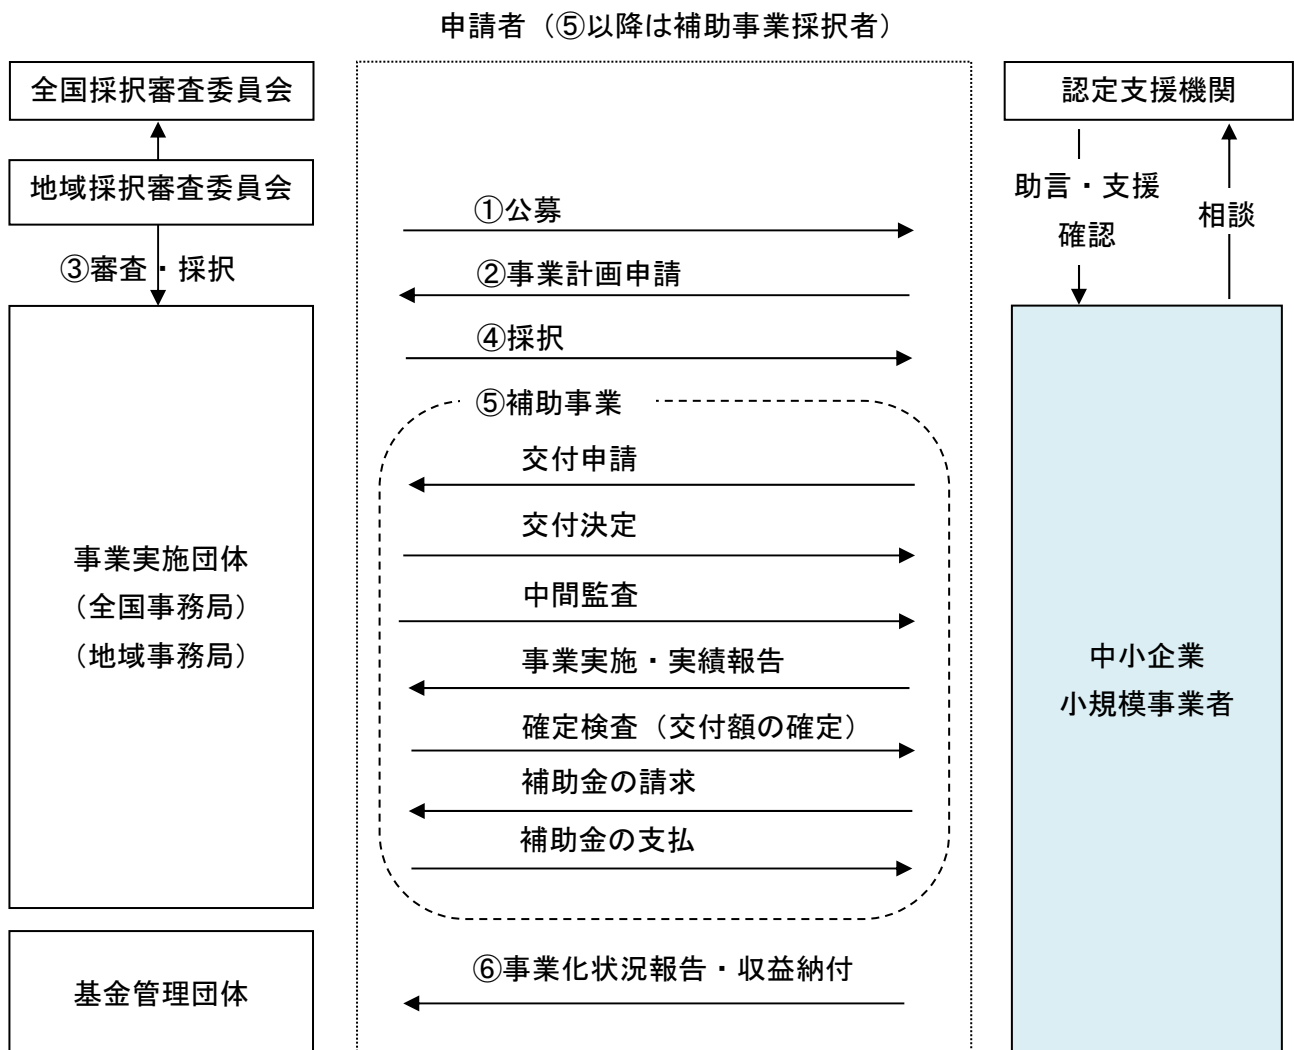 申請者（⑤以降は補助事業採択者）
全国採択審査委員会
地域採択審査委員会
③審査・採択
事業実施団体
（全国事務局）
（地域事務局）
基金管理団体
①公募
②事業計画申請
④採択
⑤補助事業
交付申請
交付決定
中間監査
事業実施・実績報告
確定検査（交付額の確定）
補助金の請求
補助金の支払
⑥事業化状況報告・収益納付
認定支援機関
助言・支援
確認
相談
中小企業
小規模事業者